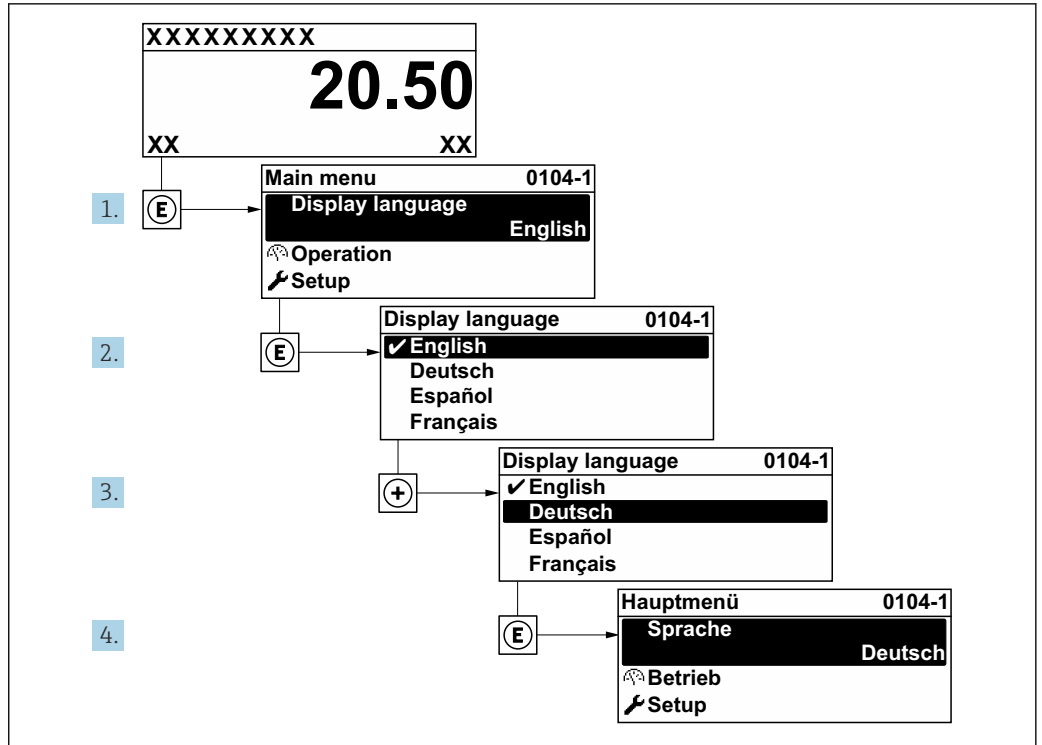 XXXXXXXXX
20.50
XX XX
1. E
Main menu 0104-1
Display language
English
Operation
Setup
2. E
Display language 0104-1
✔English
Deutsch
Español
Français
3. +
Display language 0104-1
✔English
Deutsch
Español
Français
4. E
Hauptmenü 0104-1
Sprache
Deutsch
Betrieb
Setup